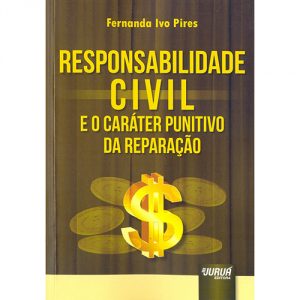 Fernanda Ivo Pires
RESPONSABILIDADE
CIVIL
E O CARÁTER PUNITIVO
DA REPARAÇÃO
$
JURUÁ
EDITORA